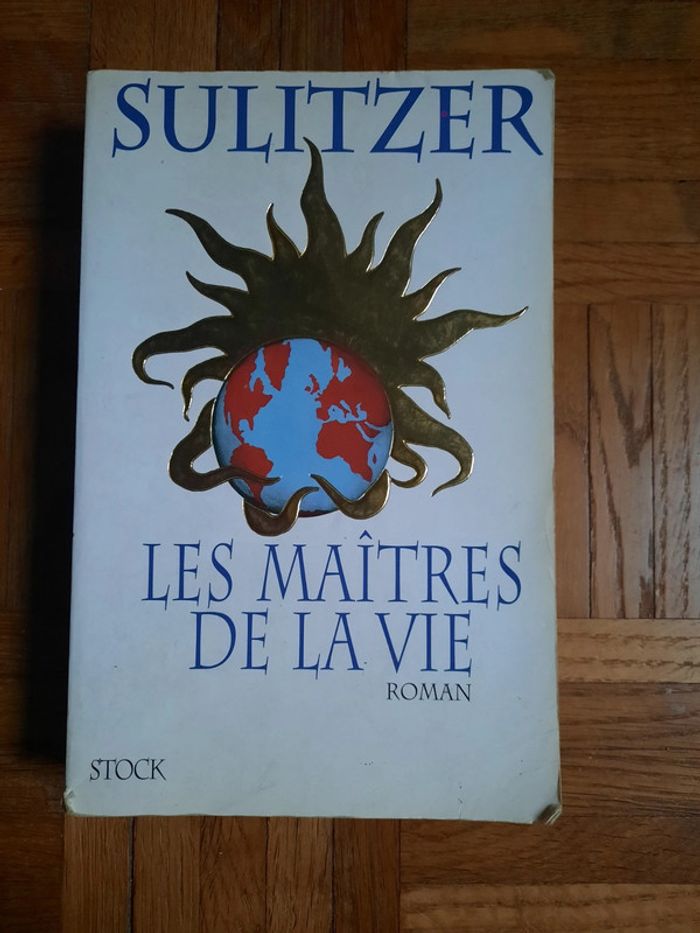 SULITZER
LES MAÎTRES
DE LA VIE
ROMAN
STOCK